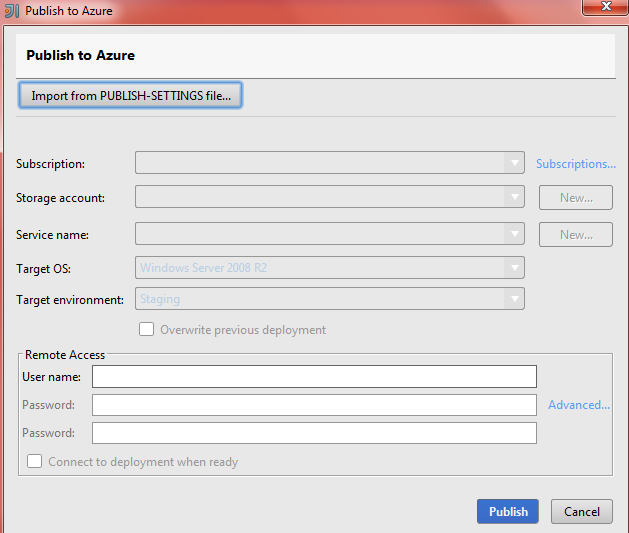 Publish to Azure
Publish to Azure
Import from PUBLISH-SETTINGS file...
Subscription:
Subscriptions...
Storage account:
New...
Service name:
New...
Target OS:
Windows Server 2008 R2
Target environment:
Staging
Overwrite previous deployment
Remote Access
User name:
Password:
Advanced...
Password:
Connect to deployment when ready
Publish
Cancel